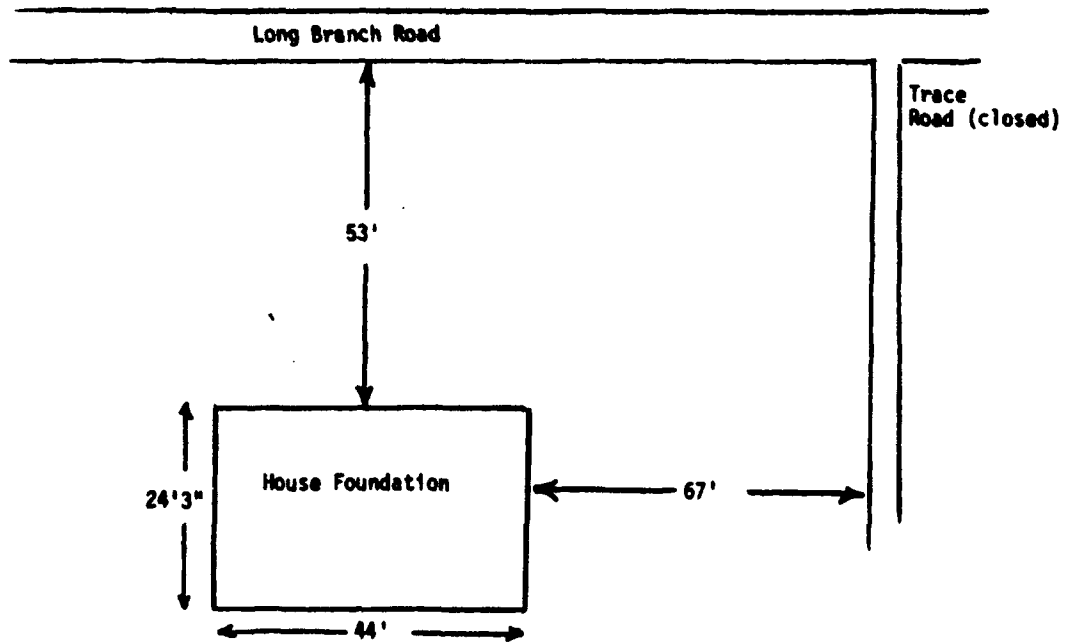 Long Branch Road
Trace
Road (closed)
53'
House Foundation
24'3"
67'
44'